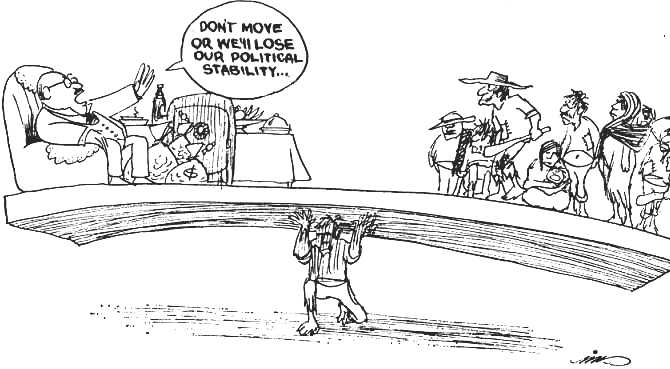 DON'T MOVE
OR WE'll LOSE
OUR POLITICAL
STABILITY...
¢